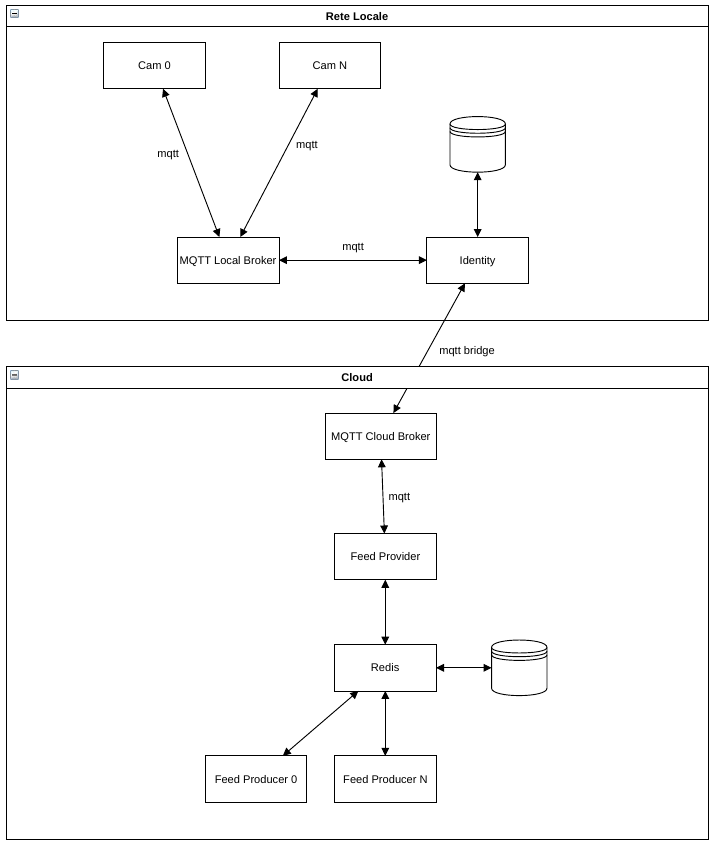 Rete Locale
Cam 0
Cam N
mqtt
mqtt
mqtt
MQTT Local Broker
Identity
mqtt bridge
Cloud
MQTT Cloud Broker
mqtt
Feed Provider
Redis
Feed Producer 0
Feed Producer N